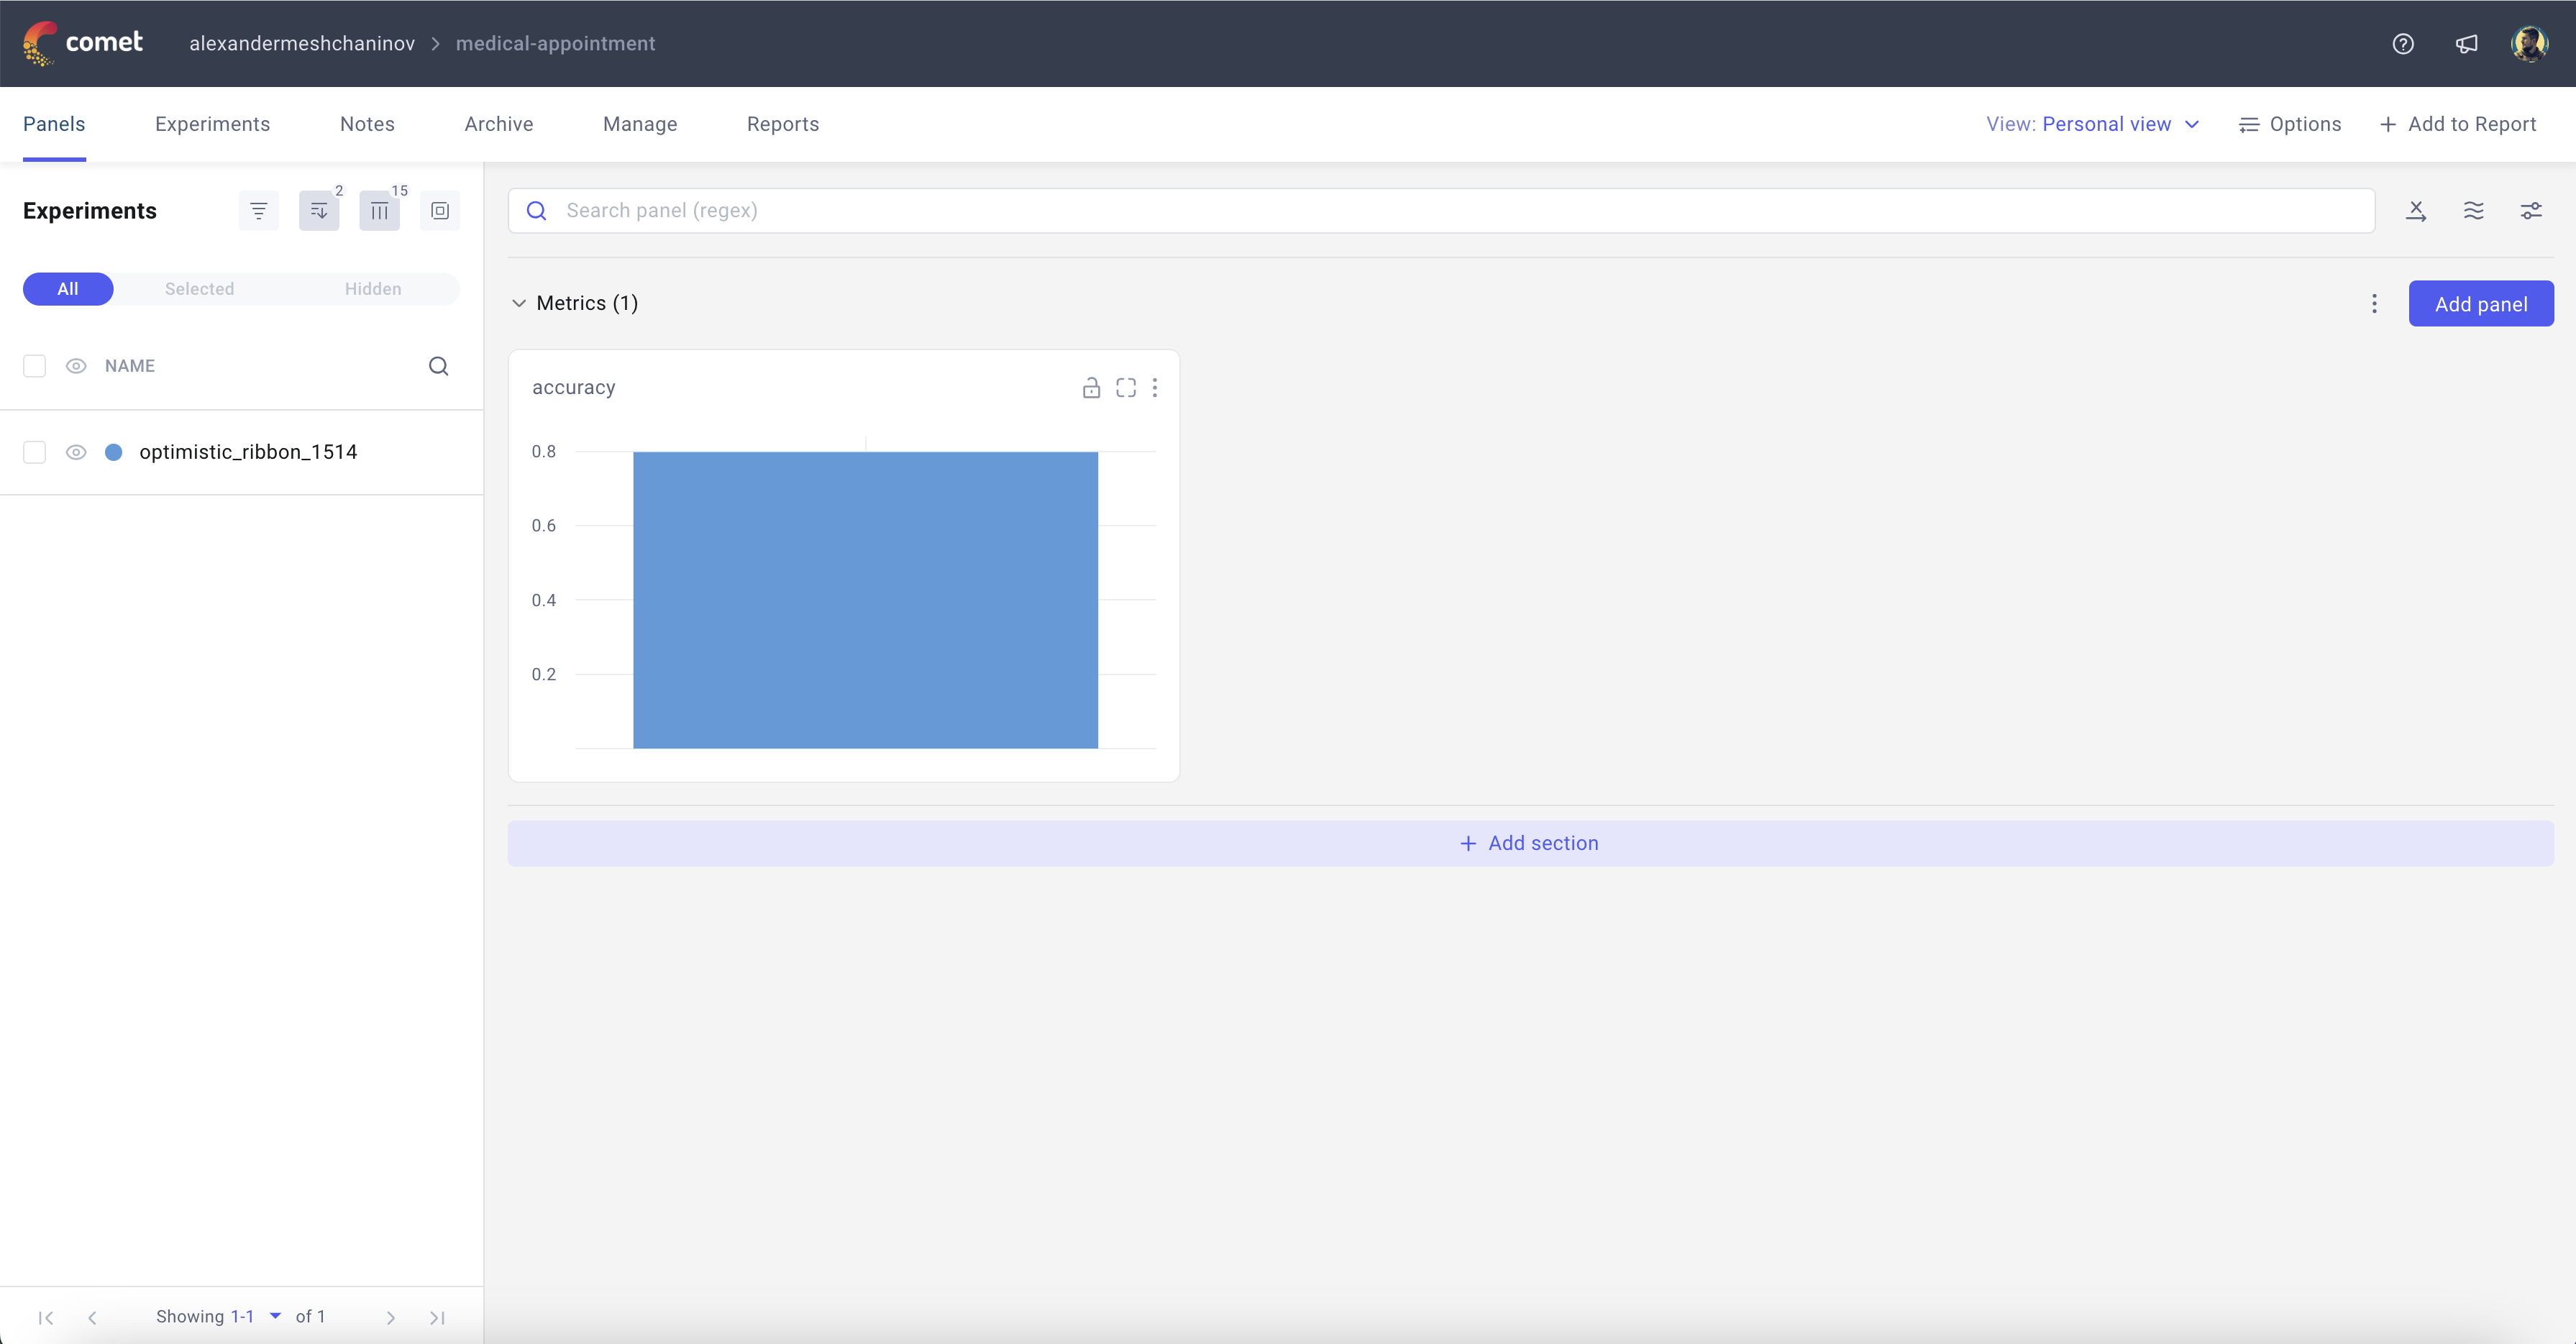 comet
alexandermeshchaninov > medical-appointment
Panels Experiments Notes Archive Manage Reports View: Personal view Options + Add to Report
Experiments 2 15
Search panel (regex)
All Selected Hidden
Metrics (1) Add panel
NAME
accuracy
optimistic_ribbon_1514
0.8
0.6
0.4
0.2
+ Add section
Showing 1-1 of 1